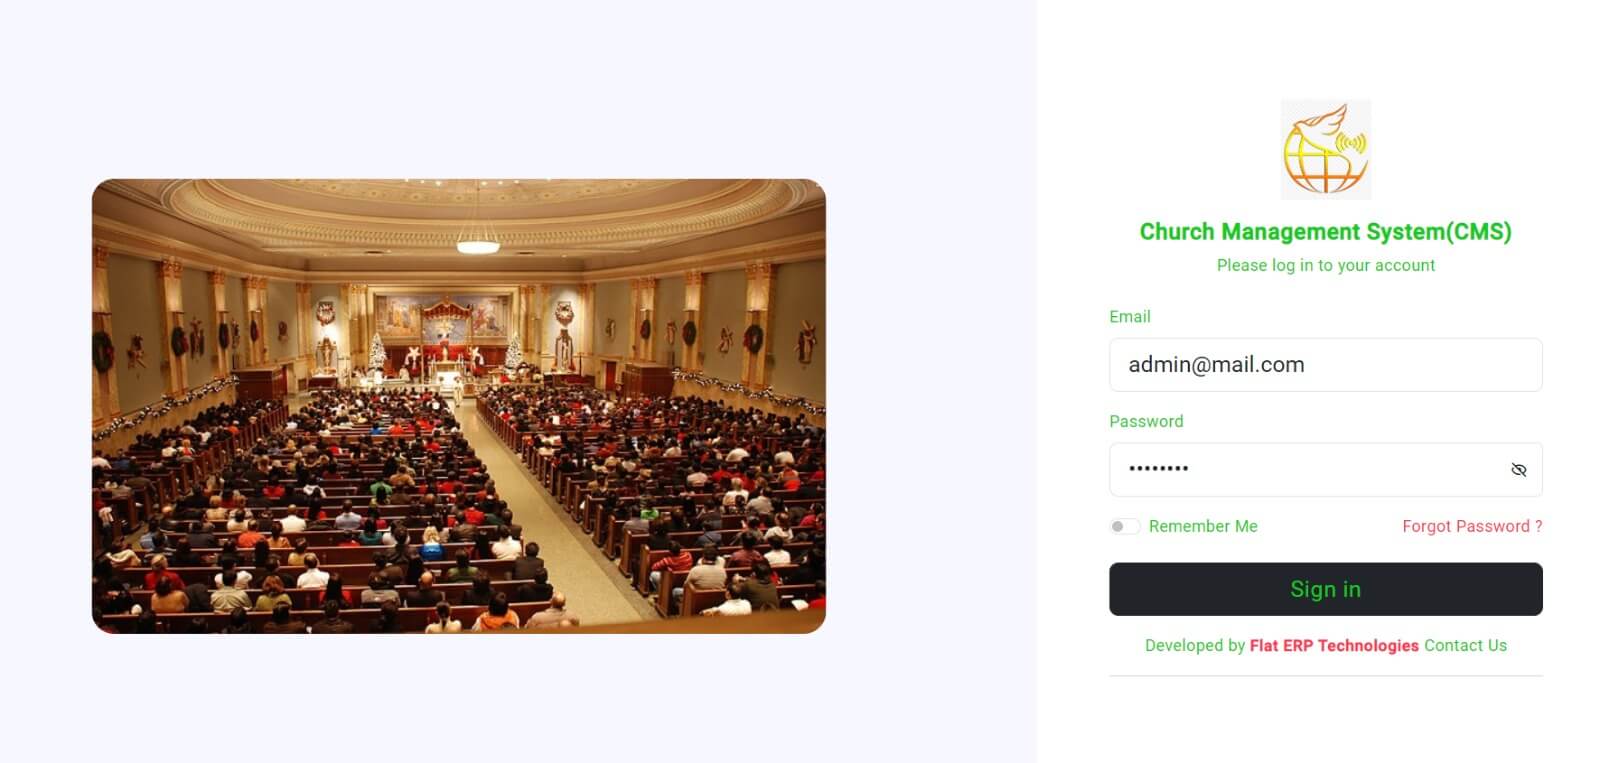 Church Management System(CMS)
Please log in to your account
Email
admin@mail.com
Password
••••••••
Remember Me
Forgot Password ?
Sign in
Developed by Flat ERP Technologies Contact Us